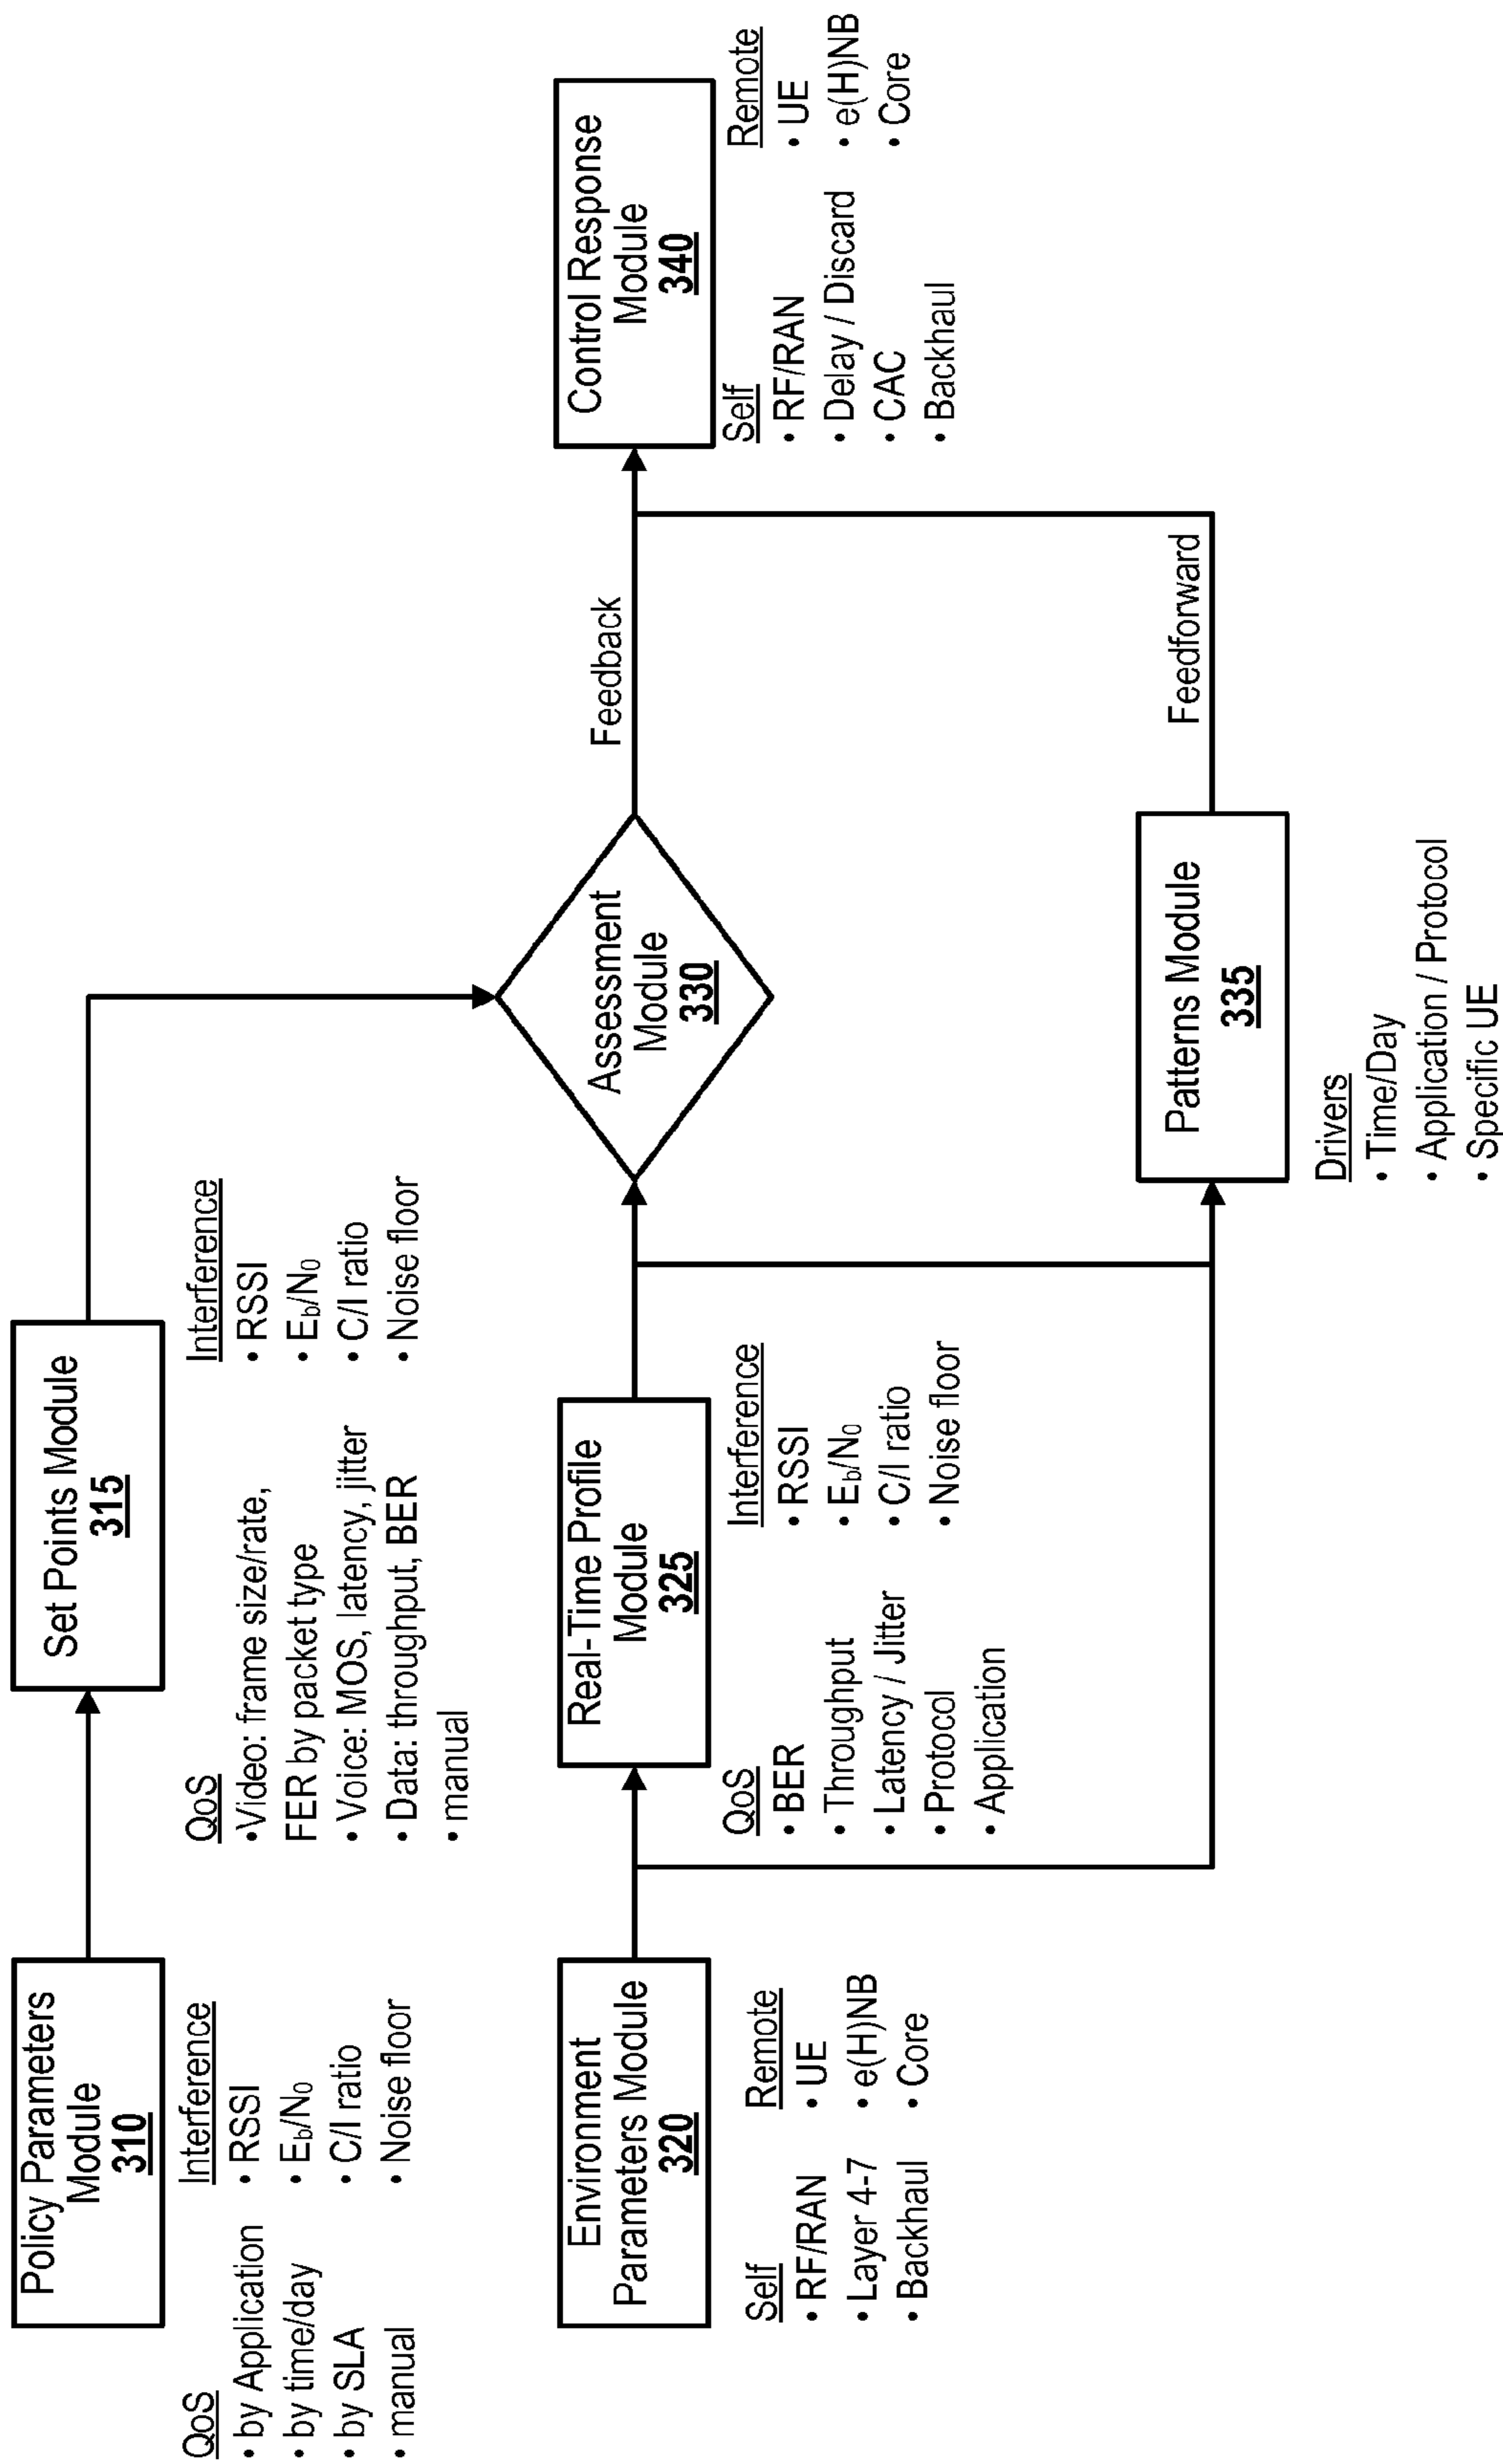 Policy Parameters
Module
310
QoS
• by Application
• by time/day
• by SLA
• manual
Interference
• RSSI
• Eb/N0
• C/I ratio
• Noise floor
Set Points Module
315
QoS
•Video: frame size/rate,
FER by packet type
• Voice: MOS, latency, jitter
• Data: throughput, BER
• manual
Interference
• RSSI
• Eb/N0
• C/I ratio
• Noise floor
Environment
Parameters Module
320
Self
• RF/RAN
• Layer 4-7
• Backhaul
Remote
• UE
• e(H)NB
• Core
Real-Time Profile
Module
325
QoS
• BER
• Throughput
• Latency / Jitter
• Protocol
• Application
Interference
• RSSI
• Eb/N0
• C/I ratio
• Noise floor
Assessment
Module
330
Feedback
Patterns Module
335
Drivers
• Time/Day
• Application / Protocol
• Specific UE
Feedforward
Control Response
Module
340
Self
• RF/RAN
• Delay / Discard
• CAC
• Backhaul
Remote
• UE
• e(H)NB
• Core